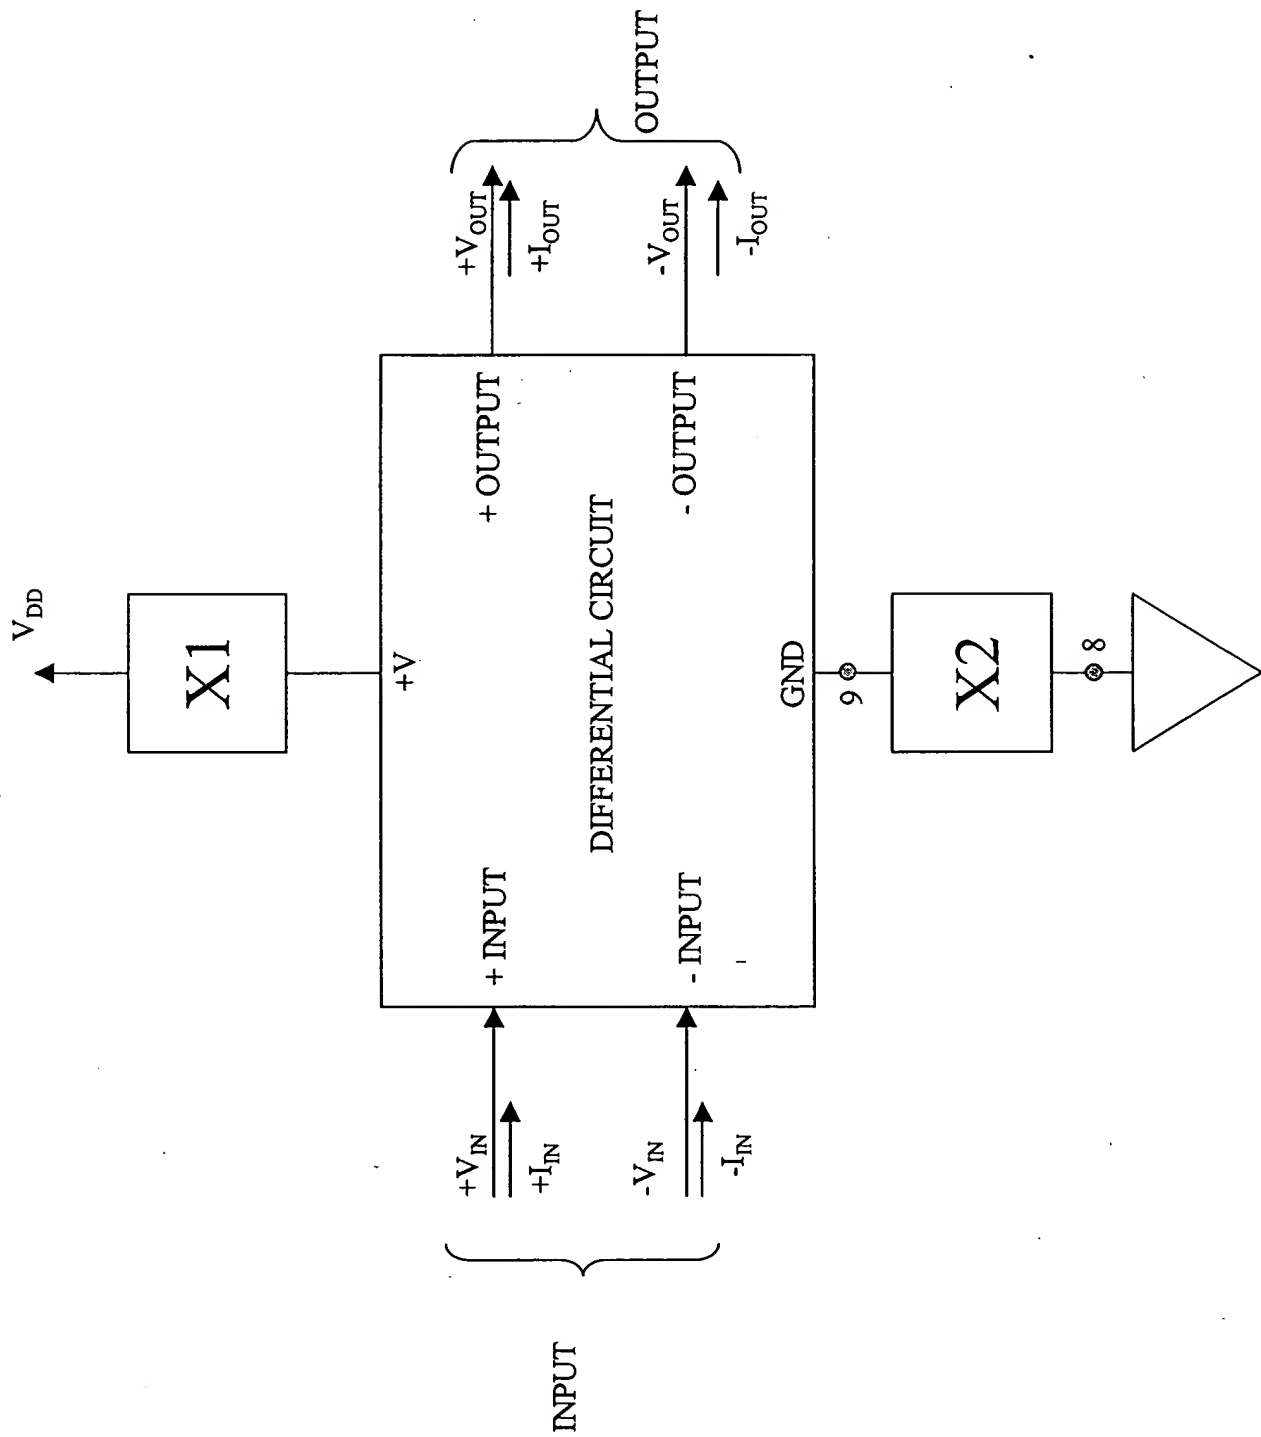 V_DD
X1
+V
+V_IN
+ INPUT
+ OUTPUT
+V_OUT
+I_IN
+I_OUT
INPUT
DIFFERENTIAL CIRCUIT
OUTPUT
-V_IN
- INPUT
- OUTPUT
-V_OUT
-I_IN
-I_OUT
GND
9
X2
8